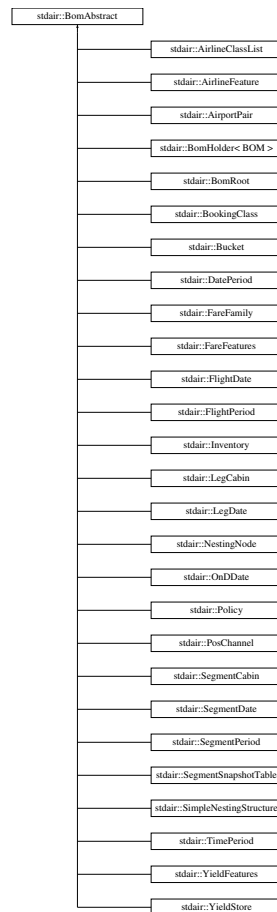 stdair::BomAbstract
stdair::AirlineClassList
stdair::AirlineFeature
stdair::AirportPair
stdair::BomHolder< BOM >
stdair::BomRoot
stdair::BookingClass
stdair::Bucket
stdair::DatePeriod
stdair::FareFamily
stdair::FareFeatures
stdair::FlightDate
stdair::FlightPeriod
stdair::Inventory
stdair::LegCabin
stdair::LegDate
stdair::NestingNode
stdair::OnDDate
stdair::Policy
stdair::PosChannel
stdair::SegmentCabin
stdair::SegmentDate
stdair::SegmentPeriod
stdair::SegmentSnapshotTable
stdair::SimpleNestingStructure
stdair::TimePeriod
stdair::YieldFeatures
stdair::YieldStore